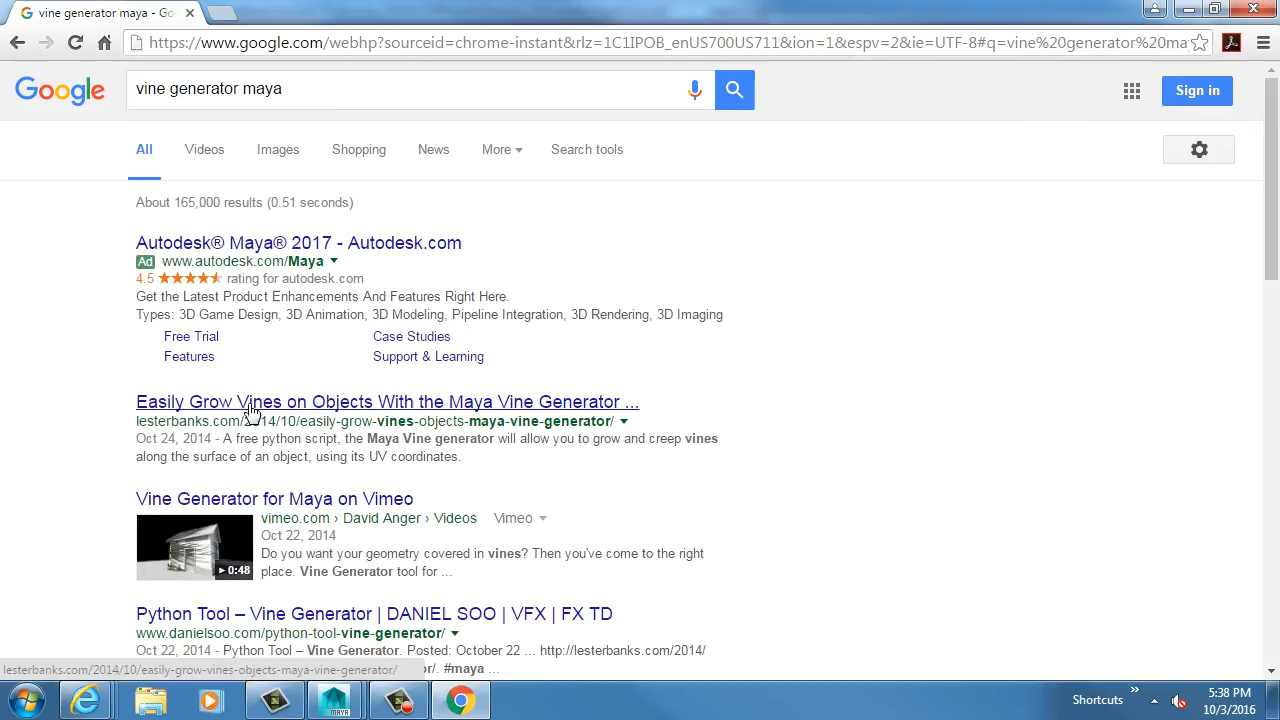 vine generator maya - Goo
https://www.google.com/webhp?sourceid=chrome-instant&rlz=1C1IPOB_enUS700US711&ion=1&espv=2&ie=UTF-8#q=vine%20generator%20ma
Google
vine generator maya
Sign in
All Videos Images Shopping News More Search tools
About 165,000 results (0.51 seconds)
Autodesk® Maya® 2017 - Autodesk.com
Ad www.autodesk.com/Maya
4.5 rating for autodesk.com
Get the Latest Product Enhancements And Features Right Here.
Types: 3D Game Design, 3D Animation, 3D Modeling, Pipeline Integration, 3D Rendering, 3D Imaging
Free Trial Case Studies
Features Support & Learning
Easily Grow Vines on Objects With the Maya Vine Generator ...
lesterbanks.com/2014/10/easily-grow-vines-objects-maya-vine-generator/
Oct 24, 2014 - A free python script, the Maya Vine generator will allow you to grow and creep vines
along the surface of an object, using its UV coordinates.
Vine Generator for Maya on Vimeo
vimeo.com › David Anger › Videos Vimeo
Oct 22, 2014
Do you want your geometry covered in vines? Then you've come to the right
place. Vine Generator tool for ...
0:48
Python Tool – Vine Generator | DANIEL SOO | VFX | FX TD
www.danielsoo.com/python-tool-vine-generator/
Oct 22, 2014 - Python Tool – Vine Generator. Posted: October 22 ... http://lesterbanks.com/2014/
/. #maya ...
lesterbanks.com/2014/10/easily-grow-vines-objects-maya-vine-generator/
MAYA
Shortcuts
5:38 PM
10/3/2016